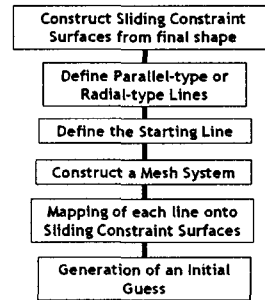 Construct Sliding Constraint
Surfaces from final shape
Define Parallel-type or
Radial-type Lines
Define the Starting Line
Construct a Mesh System
Mapping of each line onto
Sliding Constraint Surfaces
Generation of an Initial
Guess